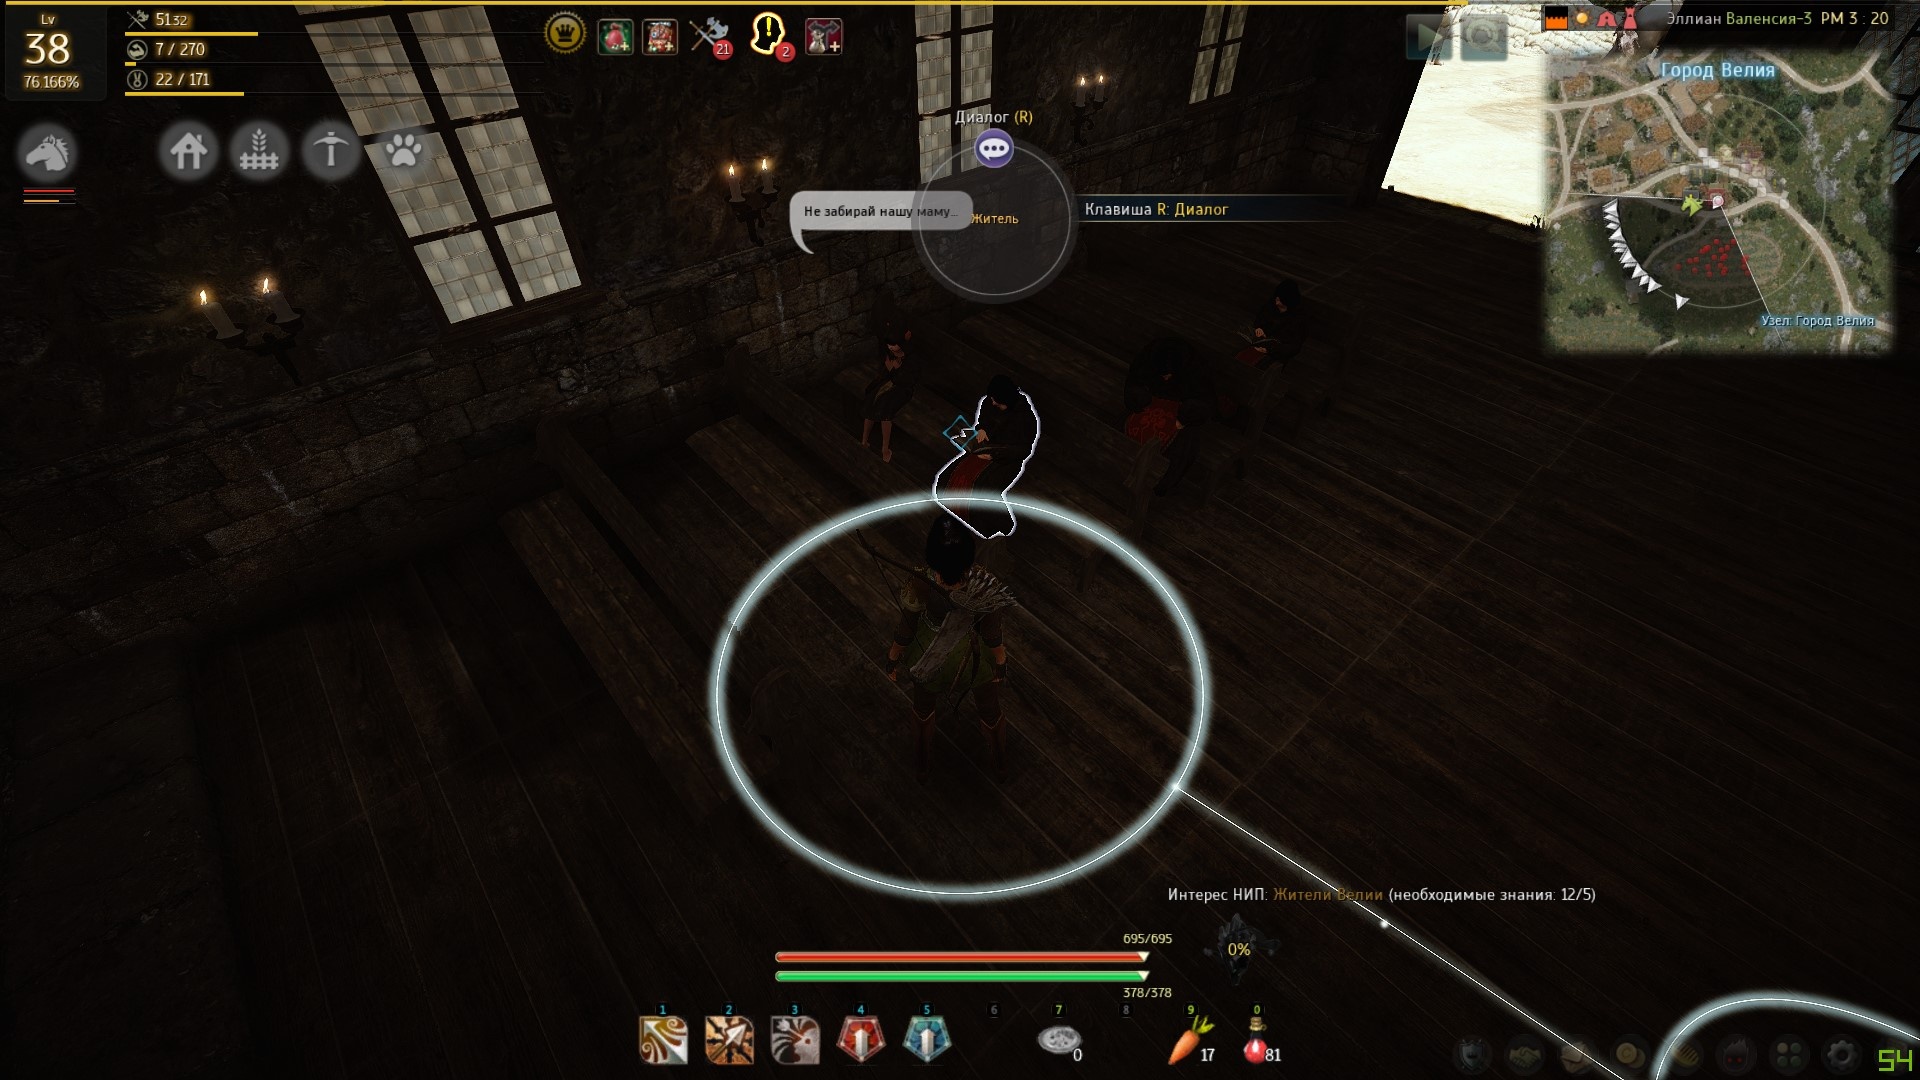 Lv
38
76.166%
5132
7 / 270
22 / 171
21
2
Эллиан Валенсия-3 PM 3 : 20
Город Велия
Узел: Город Велия
Диалог (R)
Не забирай нашу маму...
Житель
Клавиша R: Диалог
Интерес НИП: Жители Велии (необходимые знания: 12/5)
695/695
0%
378/378
1 2 3 4 5 6 7 8 9 0
0
17
81
54